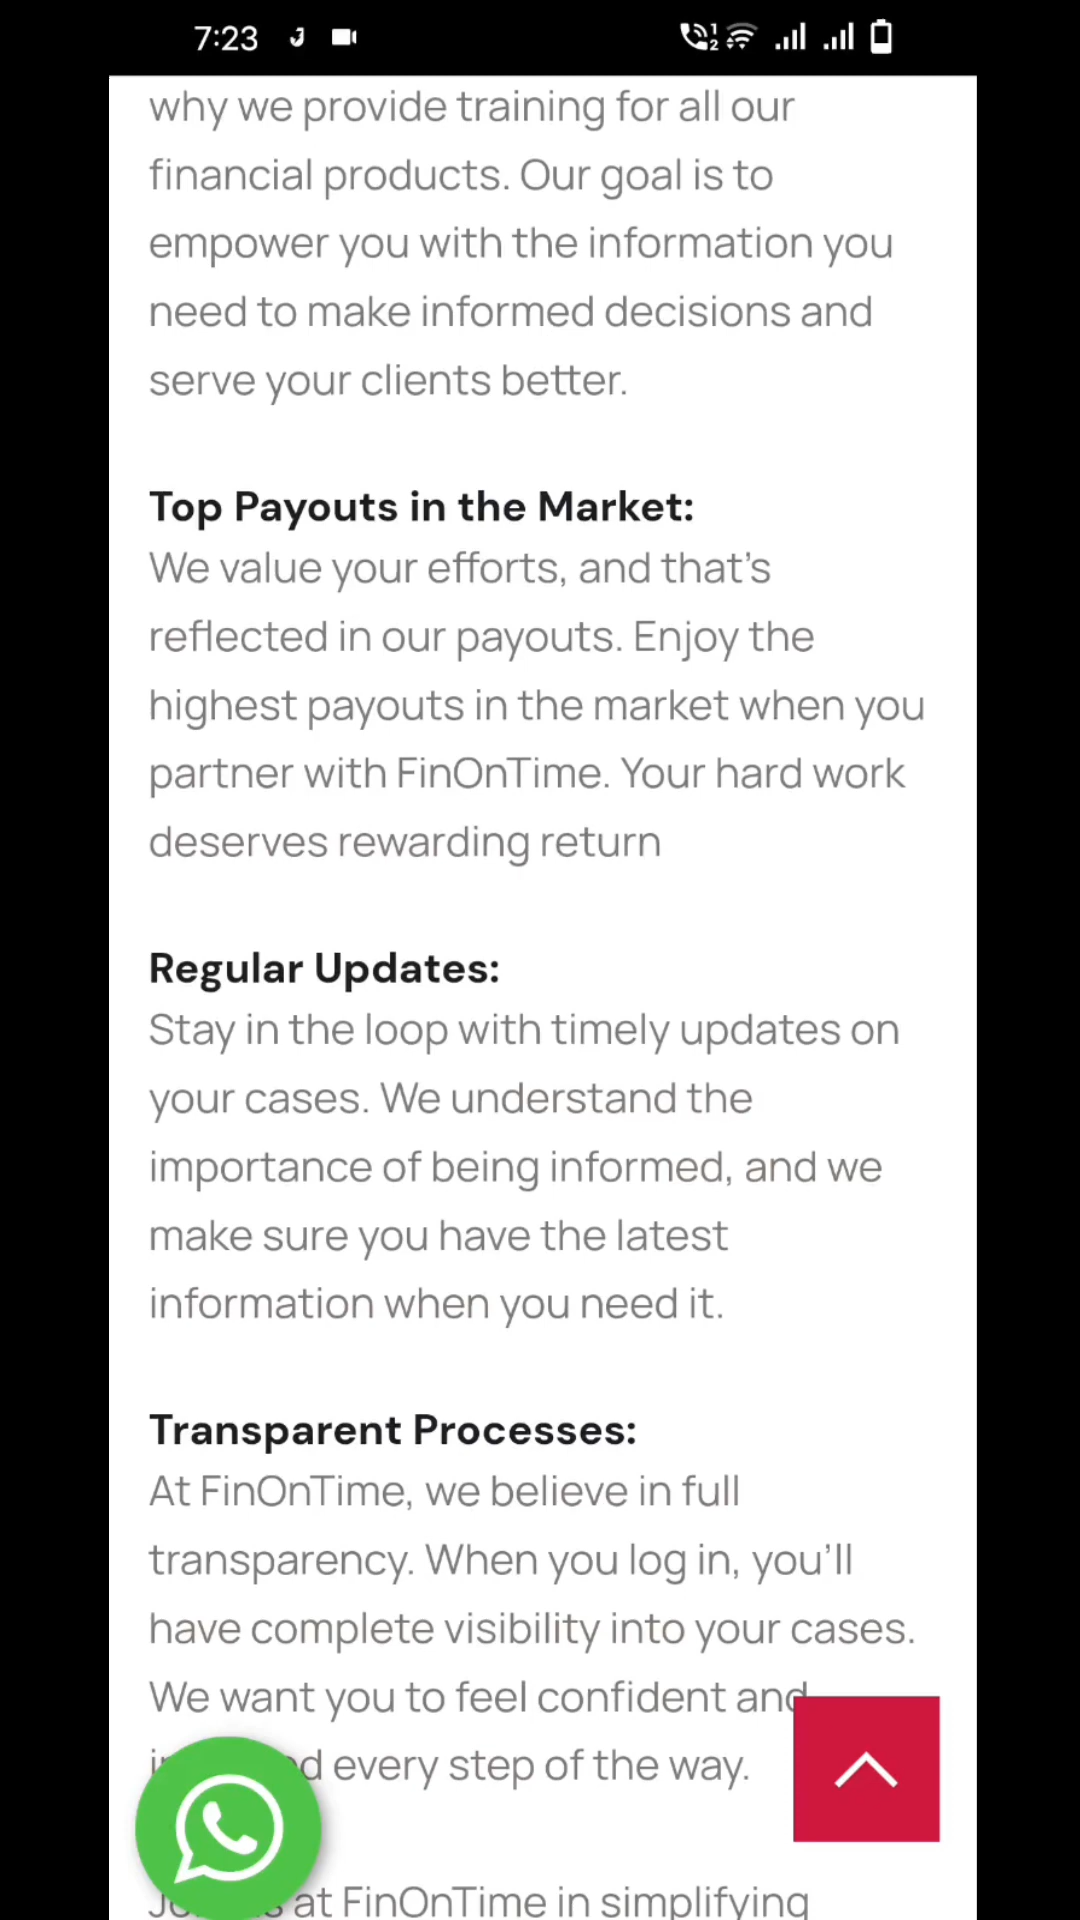 7:23
why we provide training for all our
financial products. Our goal is to
empower you with the information you
need to make informed decisions and
serve your clients better.
Top Payouts in the Market:
We value your efforts, and that's
reflected in our payouts. Enjoy the
highest payouts in the market when you
partner with FinOnTime. Your hard work
deserves rewarding return
Regular Updates:
Stay in the loop with timely updates on
your cases. We understand the
importance of being informed, and we
make sure you have the latest
information when you need it.
Transparent Processes:
At FinOnTime, we believe in full
transparency. When you log in, you'll
have complete visibility into your cases.
We want you to feel confident and
every step of the way.
at FinOnTime in simplifying